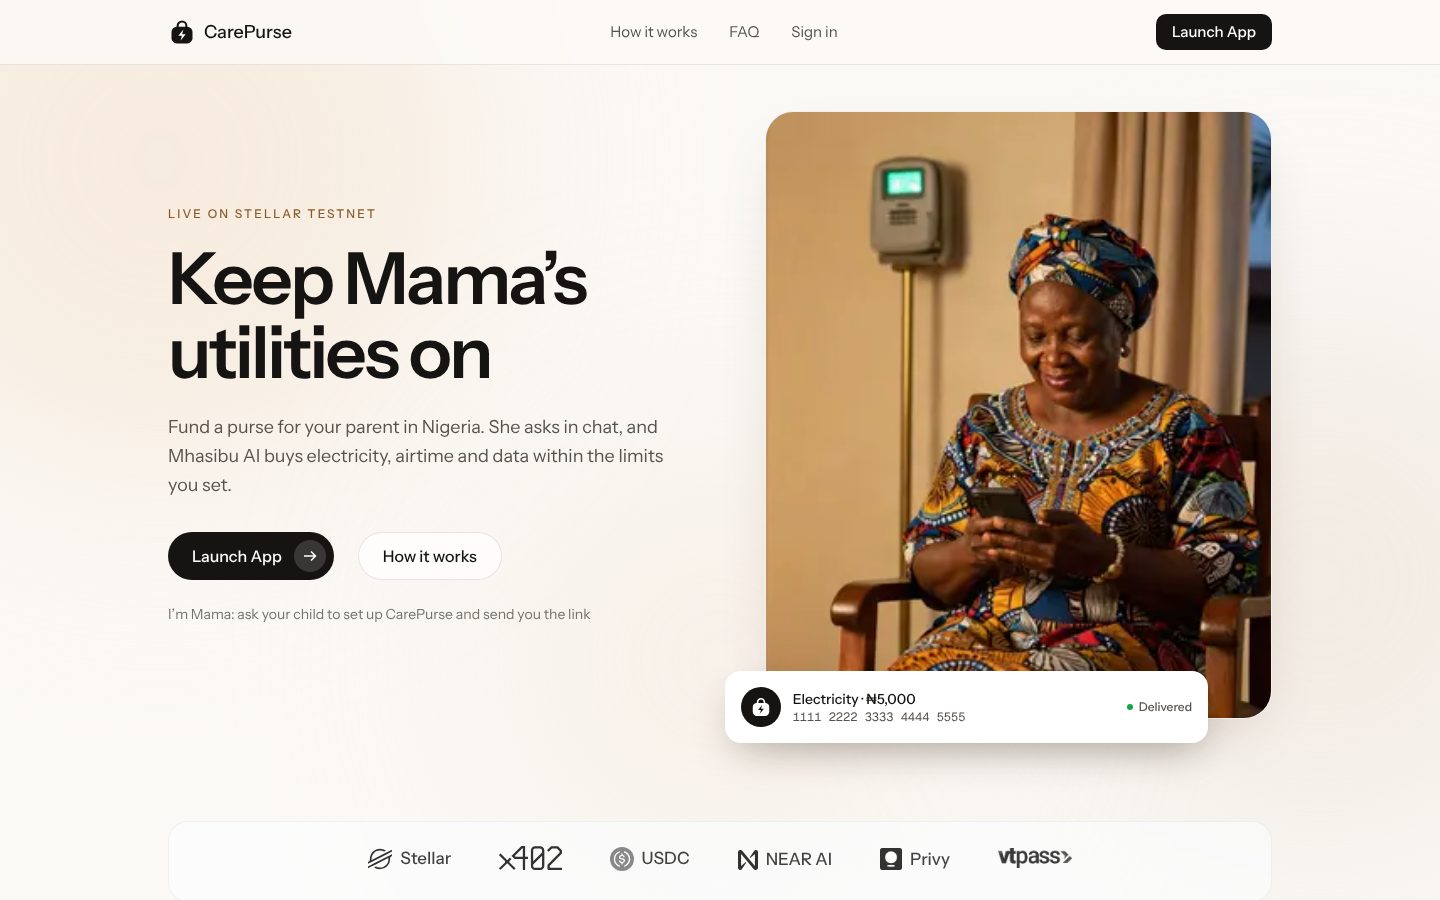 CarePurse
How it works
FAQ
Sign in
Launch App
LIVE ON STELLAR TESTNET
Keep Mama’s
utilities on
Fund a purse for your parent in Nigeria. She asks in chat, and
Mhasibu AI buys electricity, airtime and data within the limits
you set.
Launch App
How it works
I’m Mama: ask your child to set up CarePurse and send you the link
Electricity · ₦5,000
1111 2222 3333 4444 5555
Delivered
Stellar
x402
USDC
NEAR AI
Privy
vtpass